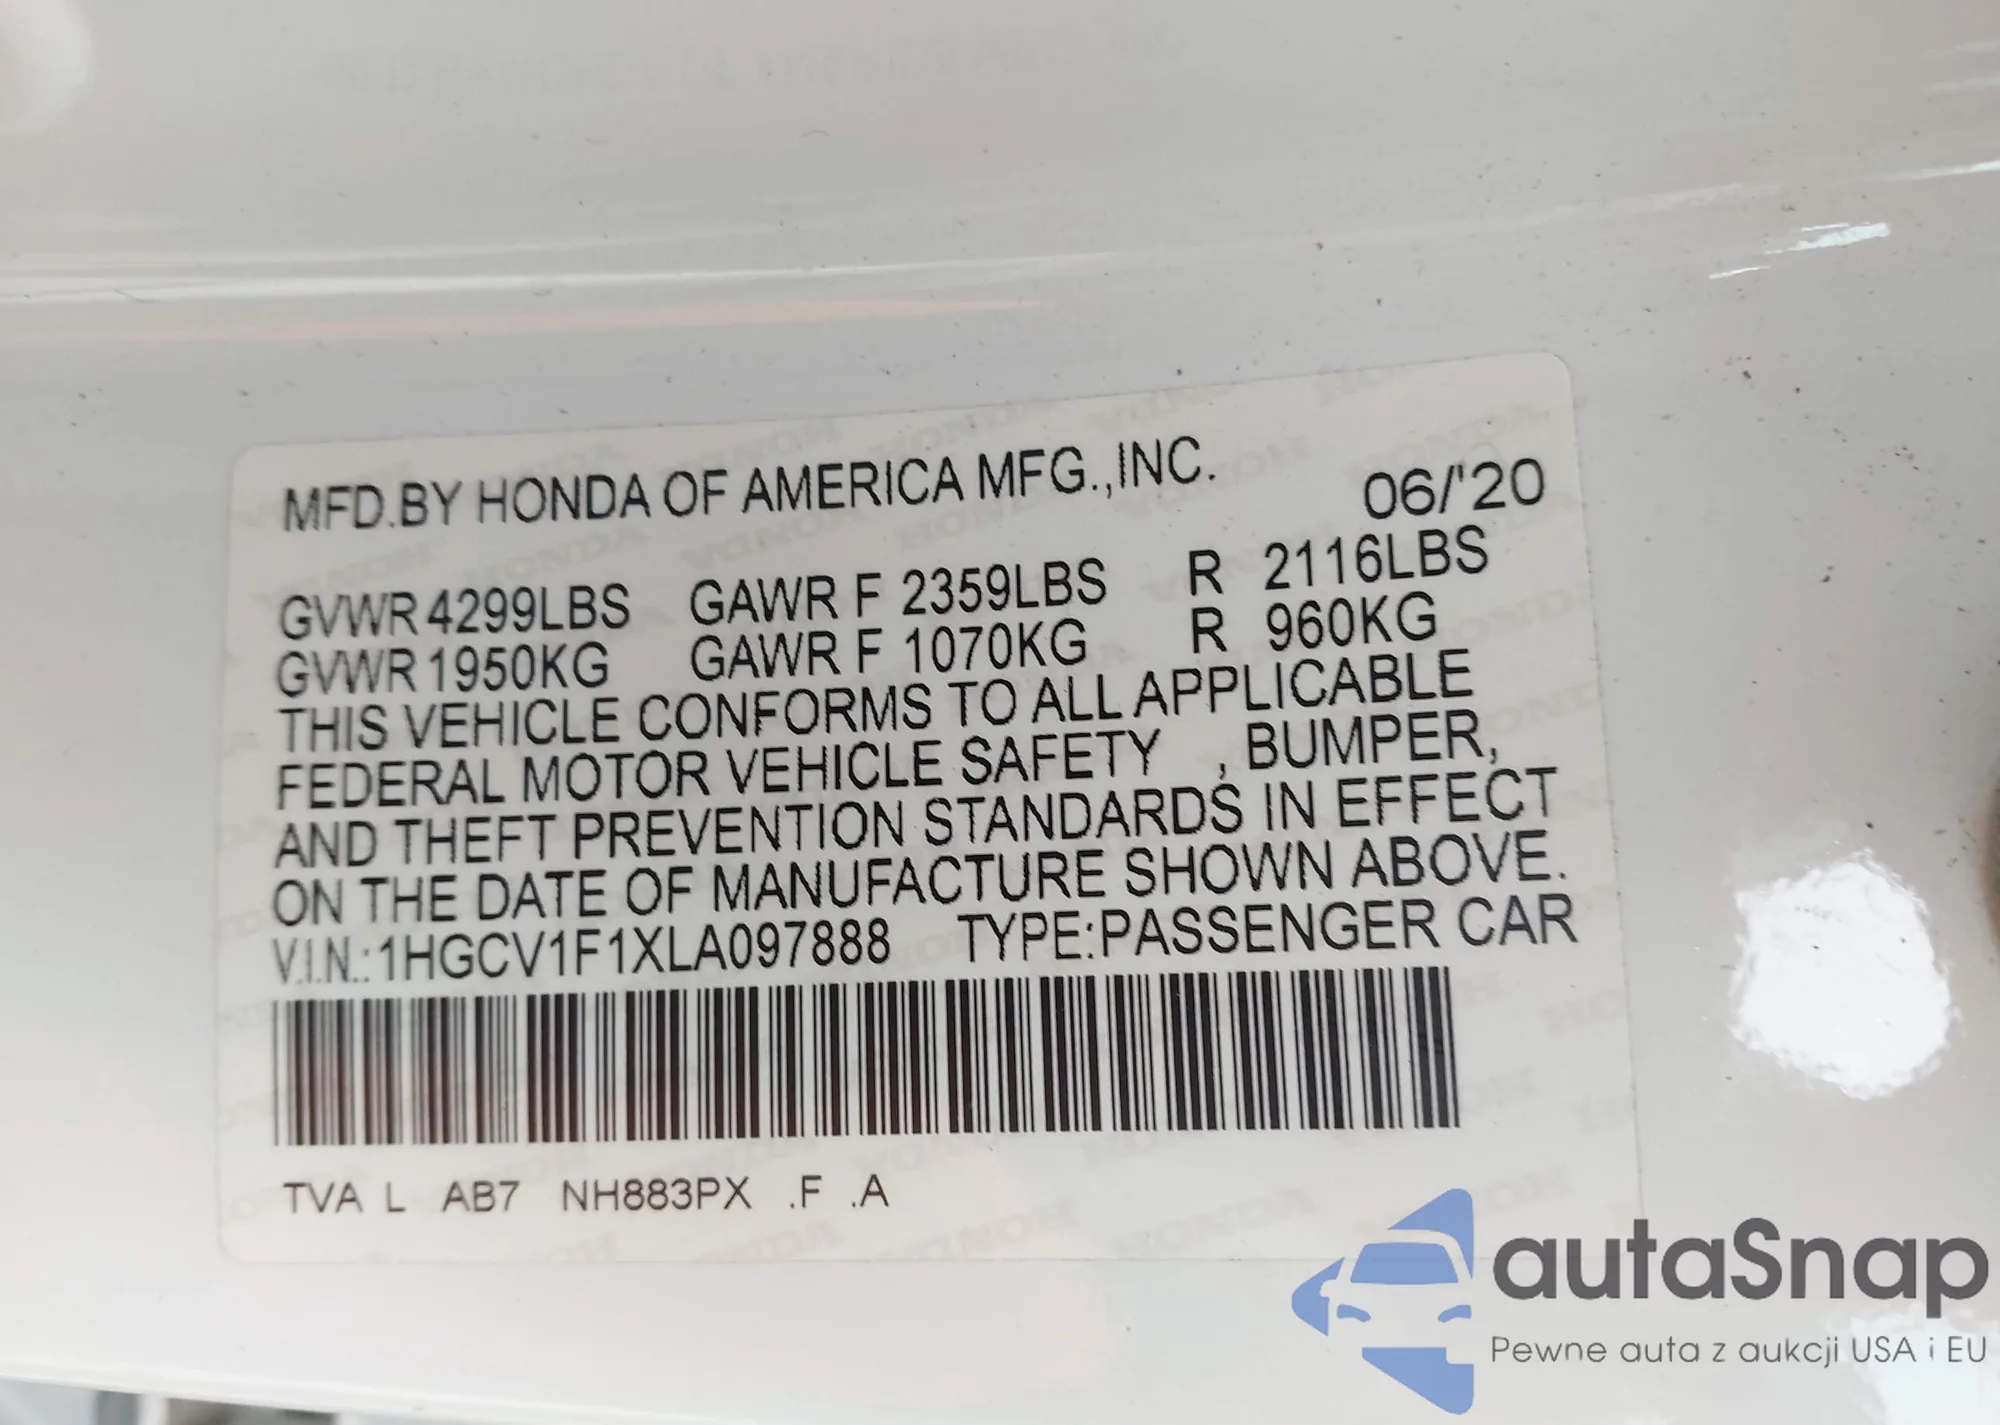 MFD.BY HONDA OF AMERICA MFG.,INC. 06/'20
GVWR 4299LBS GAWR F 2359LBS R 2116LBS
GVWR 1950KG GAWR F 1070KG R 960KG
THIS VEHICLE CONFORMS TO ALL APPLICABLE
FEDERAL MOTOR VEHICLE SAFETY , BUMPER,
AND THEFT PREVENTION STANDARDS IN EFFECT
ON THE DATE OF MANUFACTURE SHOWN ABOVE.
V.I.N.:1HGCV1F1XLA097888 TYPE:PASSENGER CAR
TVA L AB7 NH883PX .F .A
autaSnap
Pewne auta z aukcji USA i EU